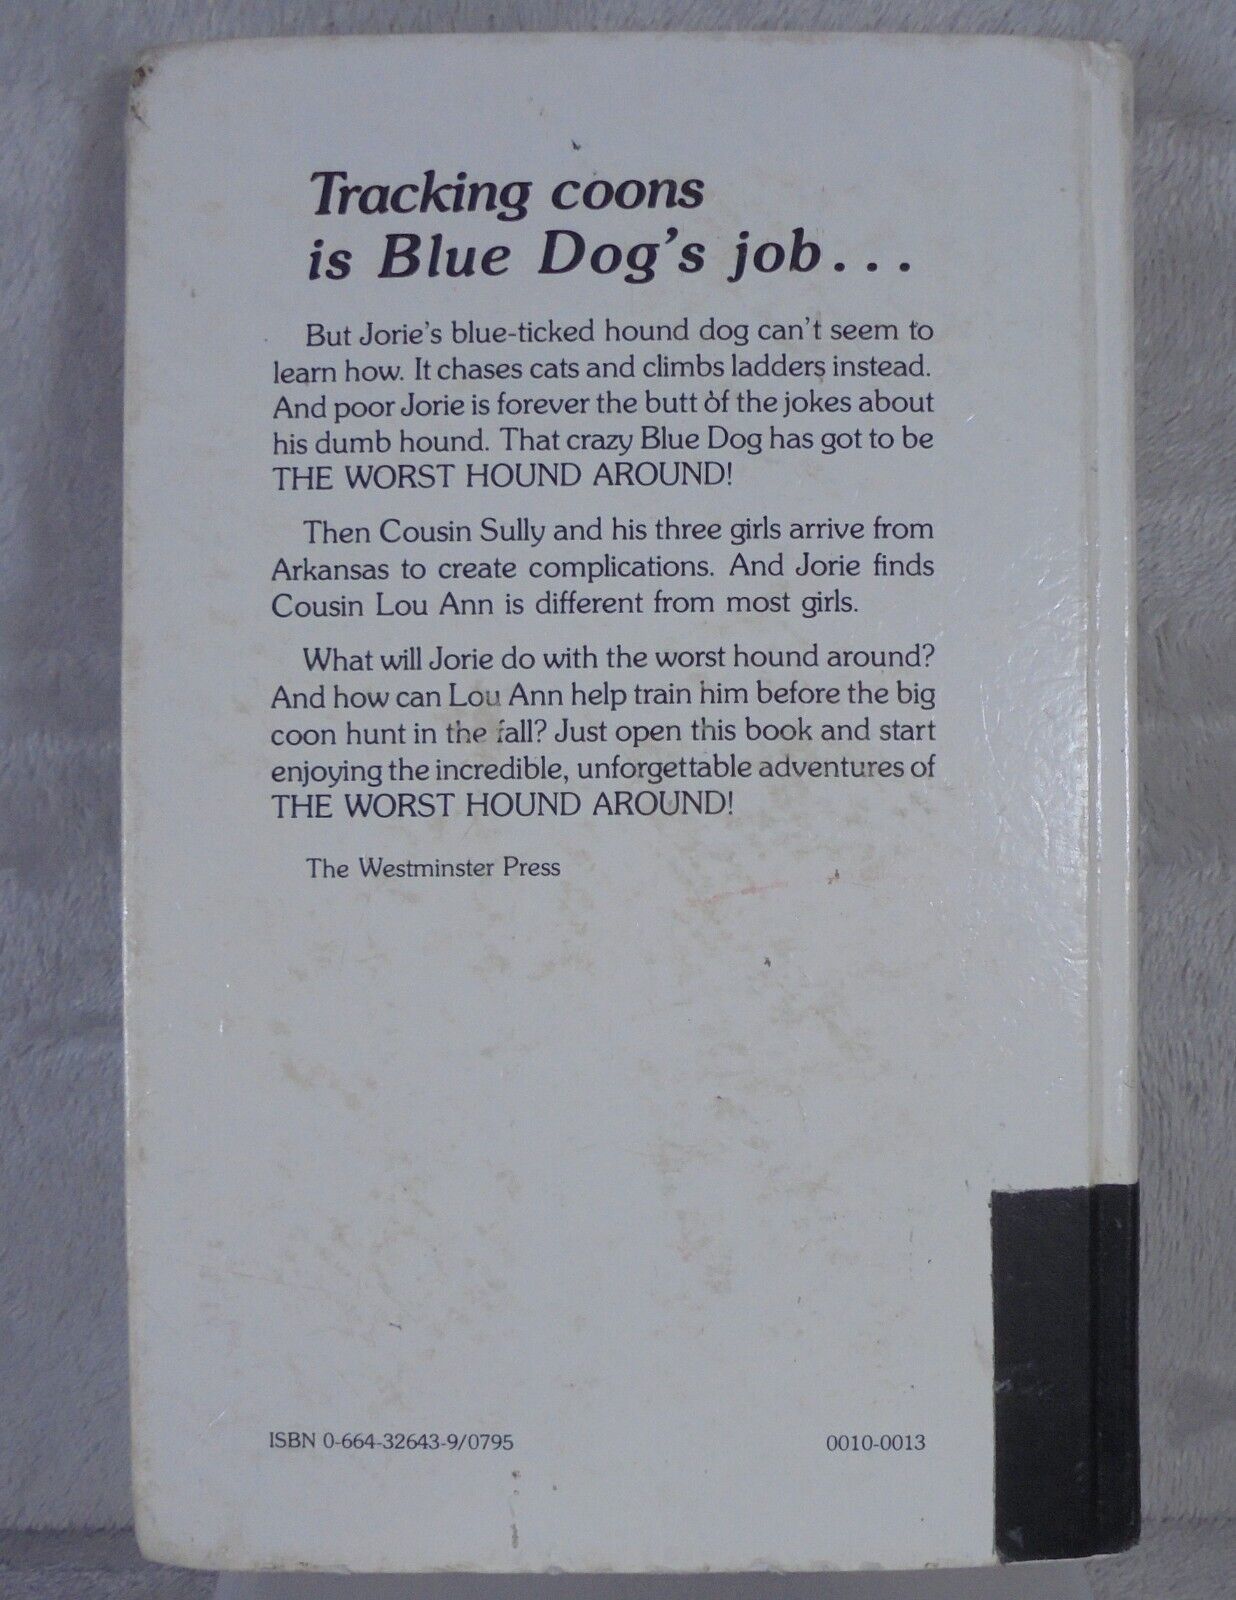 Tracking coons
is Blue Dog's job...
But Jorie's blue-ticked hound dog can't seem to
learn how. It chases cats and climbs ladders instead.
And poor Jorie is forever the butt of the jokes about
his dumb hound. That crazy Blue Dog has got to be
THE WORST HOUND AROUND!
Then Cousin Sully and his three girls arrive from
Arkansas to create complications. And Jorie finds
Cousin Lou Ann is different from most girls.
What will Jorie do with the worst hound around?
And how can Lou Ann help train him before the big
coon hunt in the fall? Just open this book and start
enjoying the incredible, unforgettable adventures of
THE WORST HOUND AROUND!
The Westminster Press
ISBN 0-664-32643-9/0795
0010-0013